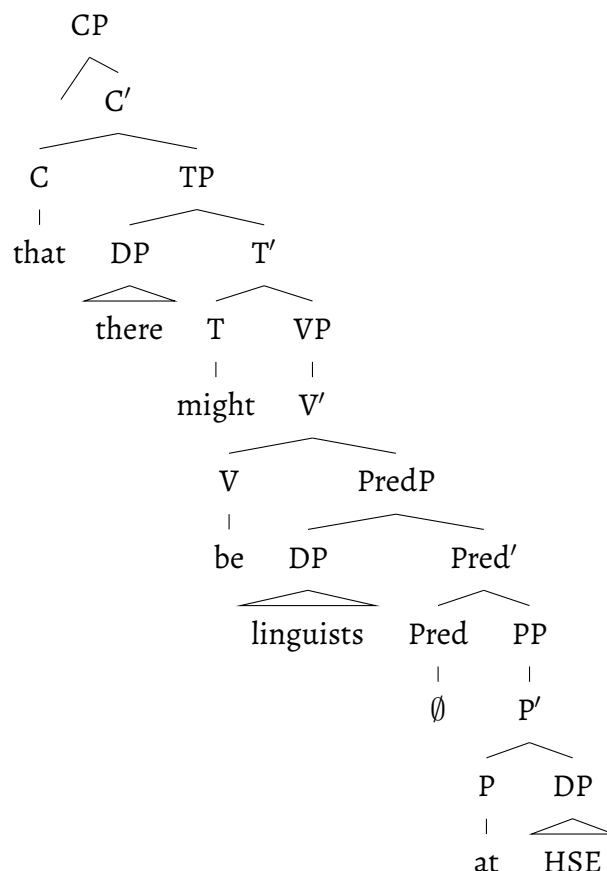 CP
C′
C TP
that DP T′
there T VP
might V′
V PredP
be DP Pred′
linguists Pred PP
∅ P′
P DP
at HSE